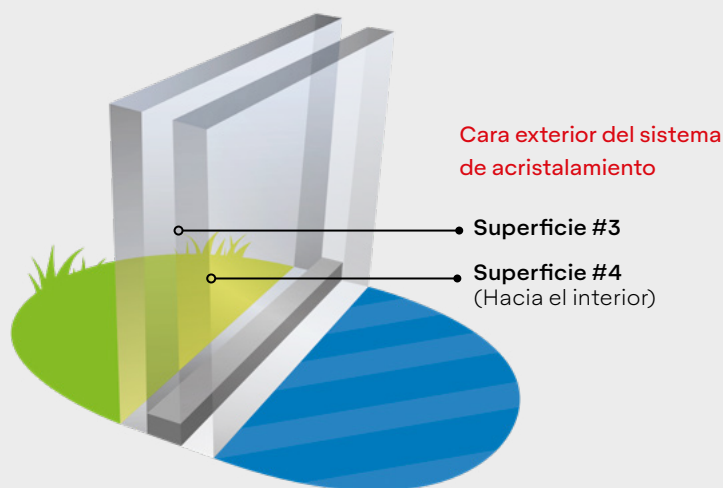 Cara exterior del sistema
de acristalamiento
Superficie #3
Superficie #4
(Hacia el interior)